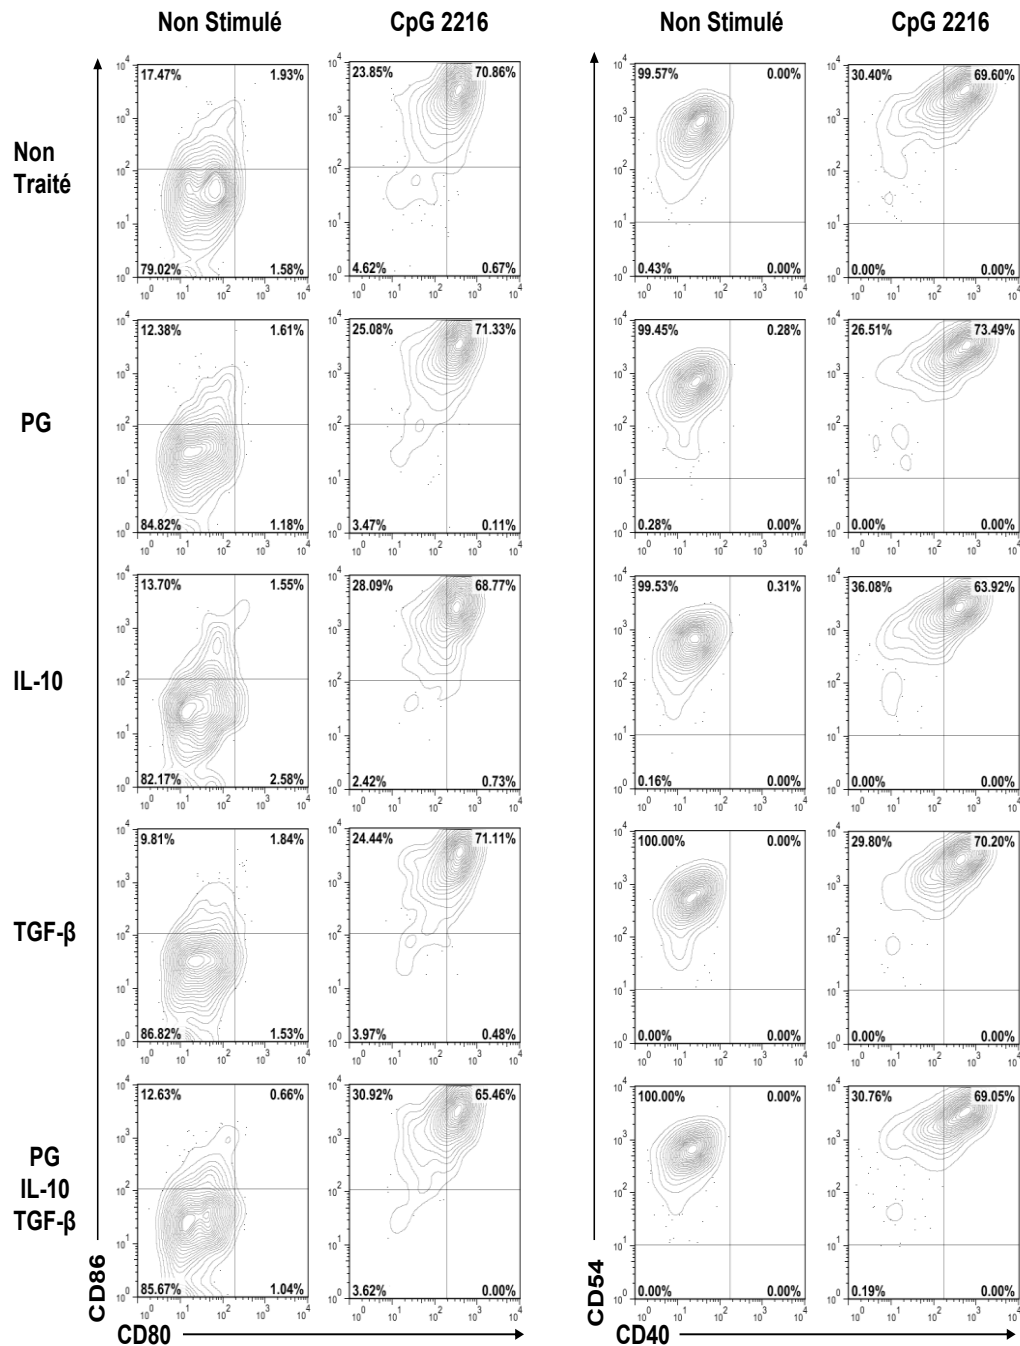 Non Stimulé CpG 2216 Non Stimulé CpG 2216
Non
Traité
17.47% 1.93% 23.85% 70.86% 99.57% 0.00% 30.40% 69.60%
79.02% 1.58% 4.62% 0.67% 0.43% 0.00% 0.00% 0.00%
PG
12.38% 1.61% 25.08% 71.33% 99.45% 0.28% 26.51% 73.49%
84.82% 1.18% 3.47% 0.11% 0.28% 0.00% 0.00% 0.00%
IL-10
13.70% 1.55% 28.09% 68.77% 99.53% 0.31% 36.08% 63.92%
82.17% 2.58% 2.42% 0.73% 0.16% 0.00% 0.00% 0.00%
TGF-β
9.81% 1.84% 24.44% 71.11% 100.00% 0.00% 29.80% 70.20%
86.82% 1.53% 3.97% 0.48% 0.00% 0.00% 0.00% 0.00%
PG
IL-10
TGF-β
12.63% 0.66% 30.92% 65.46% 100.00% 0.00% 30.76% 69.05%
85.67% 1.04% 3.62% 0.00% 0.00% 0.00% 0.19% 0.00%
10⁰ 10¹ 10² 10³ 10⁴
CD86
CD54
CD80
CD40